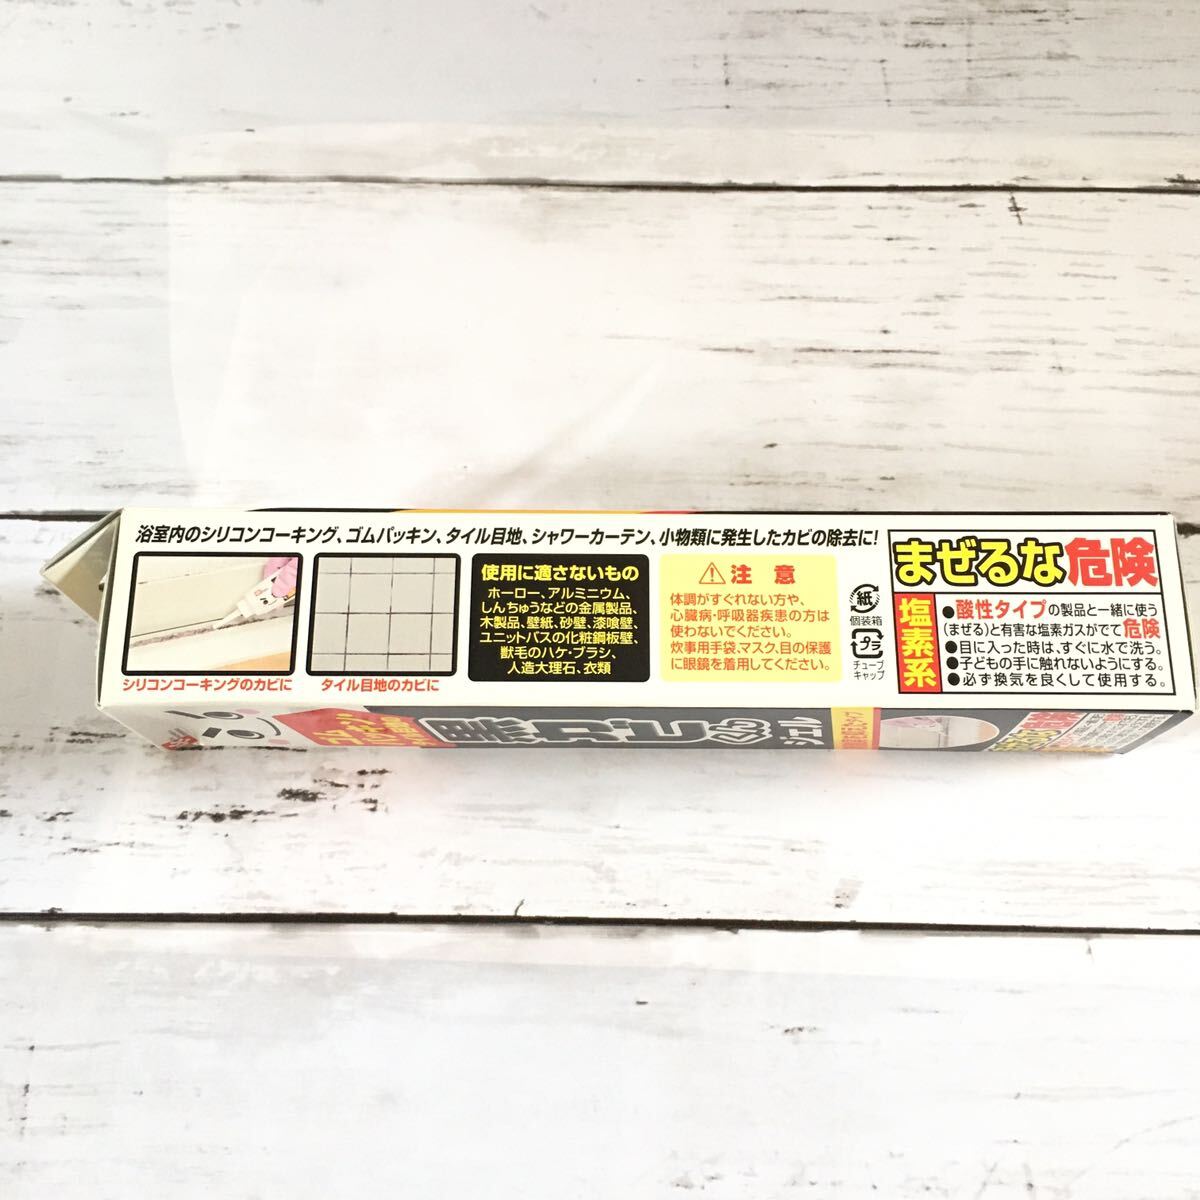 浴室内のシリコンコーキング、ゴムパッキン、タイル目地、シャワーカーテン、小物類に発生したカビの除去に!
シリコンコーキングのカビに
タイル目地のカビに
使用に適さないもの
ホーロー、アルミニウム、
しんちゅうなどの金属製品、
木製品、壁紙、砂壁、漆喰壁、
ユニットバスの化粧鋼板壁、
獣毛のハケ・ブラシ、
人造大理石、衣類
注意
体調がすぐれない方や、
心臓病・呼吸器疾患の方は
使わないでください。
炊事用手袋、マスク、目の保護
に眼鏡を着用してください。
紙
個装箱
プラ
チューブ
キャップ
まぜるな危険
塩素系
●酸性タイプの製品と一緒に使う
(まぜる)と有害な塩素ガスがでて危険
●目に入った時は、すぐに水で洗う。
●子どもの手に触れないようにする。
●必ず換気を良くして使用する。
黒カビくん
ジェル